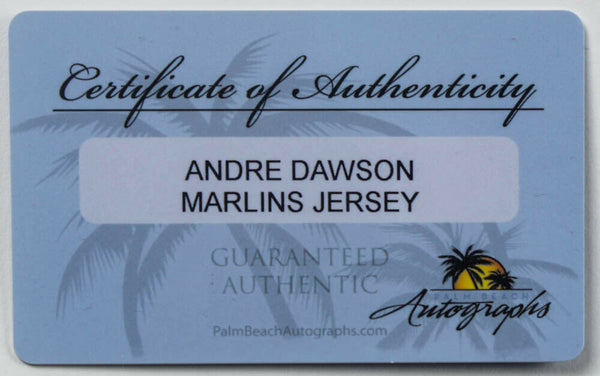 Certificate of Authenticity
ANDRE DAWSON
MARLINS JERSEY
GUARANTEED
AUTHENTIC
PALM BEACH
Autographs
PalmBeachAutographs.com